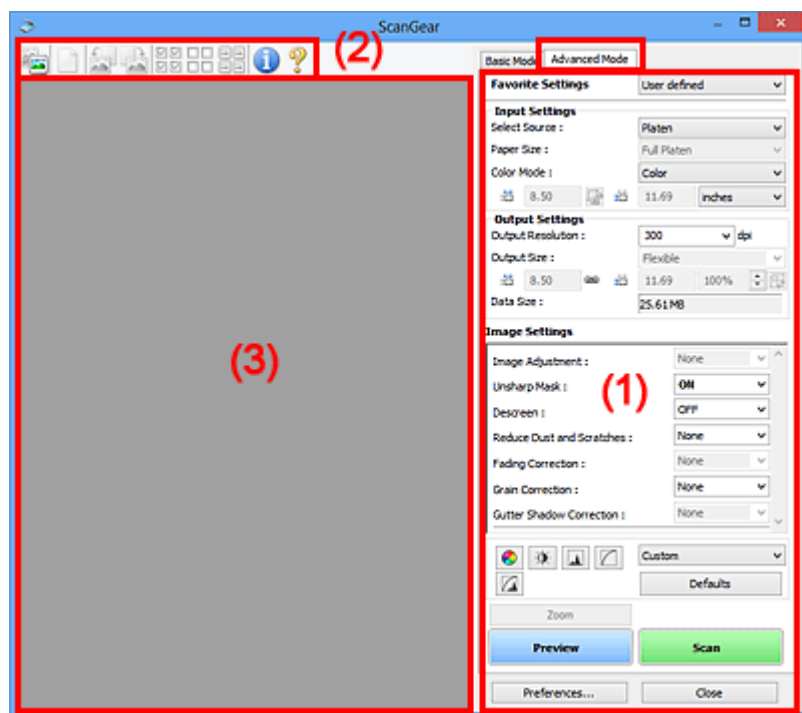 ScanGear
(2)
Basic Mode Advanced Mode
Favorite Settings User defined
Input Settings
Select Source : Platen
Paper Size : Full Platen
Color Mode : Color
8.50 11.69 inches
Output Settings
Output Resolution : 300 dpi
Output Size : Flexible
8.50 11.69 100%
Data Size : 25.61MB
Image Settings
(3)
(1)
Image Adjustment : None
Unsharp Mask : ON
Descreen : OFF
Reduce Dust and Scratches : None
Fading Correction : None
Grain Correction : None
Gutter Shadow Correction : None
Custom
Defaults
Zoom
Preview Scan
Preferences... Close